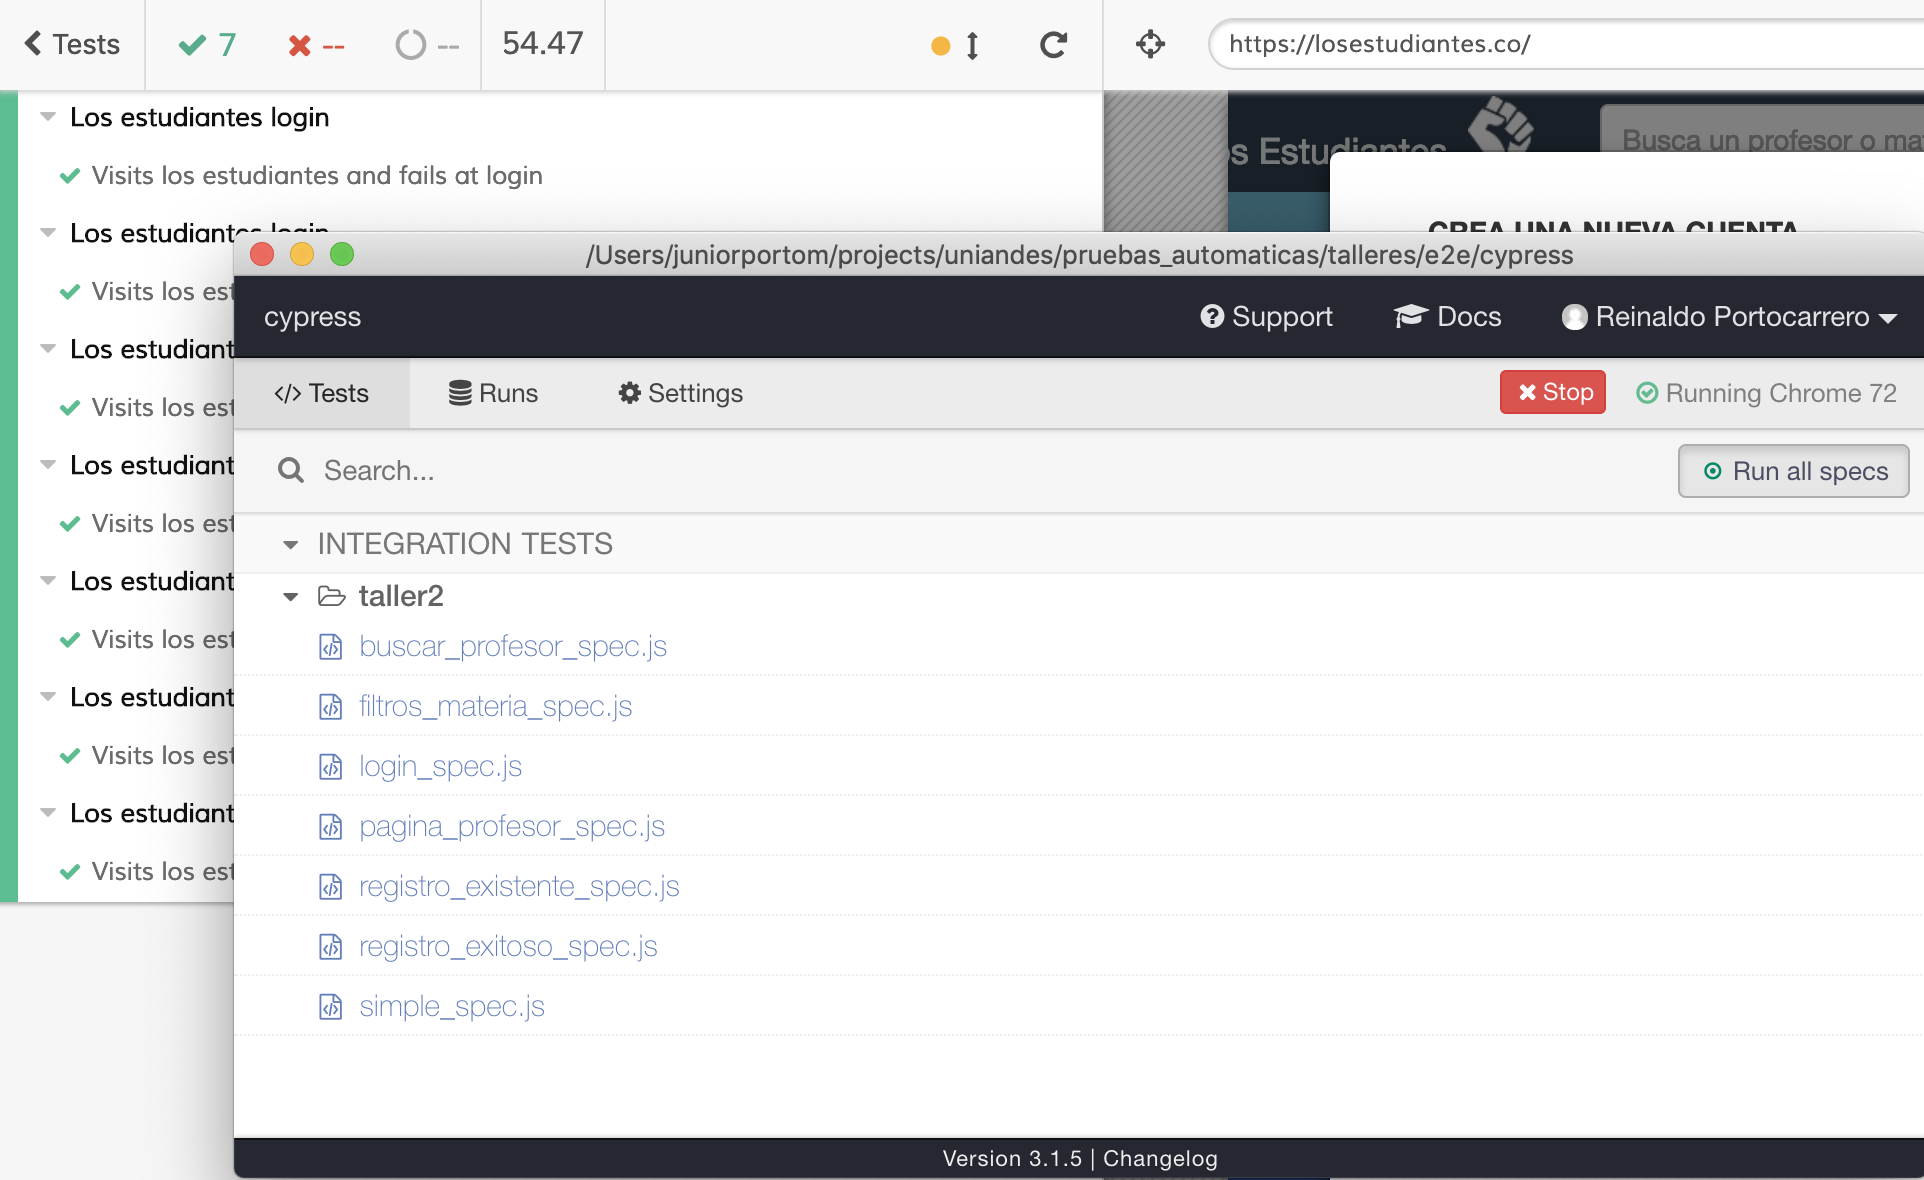 Tests 7 -- -- 54.47 https://losestudiantes.co/
Los estudiantes login
Visits los estudiantes and fails at login
Los estudiantes login
Visits los est
Los estudiant
Visits los est
Los estudiant
Visits los est
Los estudiant
Visits los est
Los estudiant
Visits los est
Los estudiant
Visits los est
os Estudiantes
Busca un profesor o mat
CREA UNA NUEVA CUENTA
/Users/juniorportom/projects/uniandes/pruebas_automaticas/talleres/e2e/cypress
cypress Support Docs Reinaldo Portocarrero
</> Tests Runs Settings Stop Running Chrome 72
Search... Run all specs
INTEGRATION TESTS
taller2
buscar_profesor_spec.js
filtros_materia_spec.js
login_spec.js
pagina_profesor_spec.js
registro_existente_spec.js
registro_exitoso_spec.js
simple_spec.js
Version 3.1.5 | Changelog